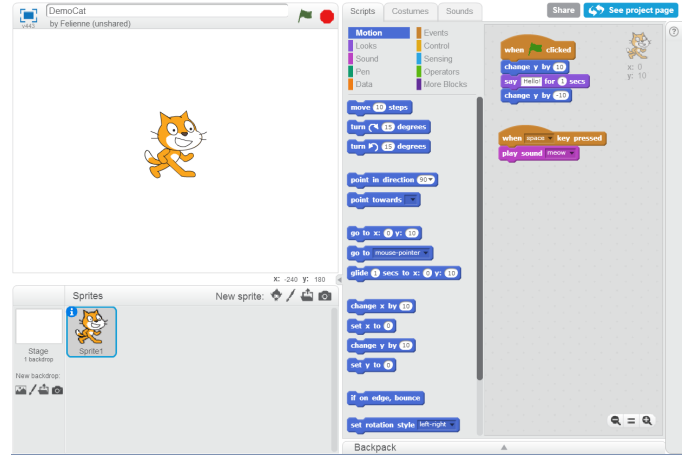 DemoCat
by Felienne (unshared)
v443
Scripts
Costumes
Sounds
Share
See project page
Motion
Looks
Sound
Pen
Data
Events
Control
Sensing
Operators
More Blocks
move 10 steps
turn 15 degrees
turn 15 degrees
point in direction 90
point towards
go to x: 0 y: 10
go to mouse-pointer
glide 1 secs to x: 0 y: 10
change x by 10
set x to 0
change y by 10
set y to 0
if on edge, bounce
set rotation style left-right
when clicked
change y by 10
say Hello! for 1 secs
change y by -10
when space key pressed
play sound meow
x: 0
y: 10
?
x: -240 y: 180
Sprites
New sprite:
Stage
1 backdrop
New backdrop:
i
Sprite1
Backpack